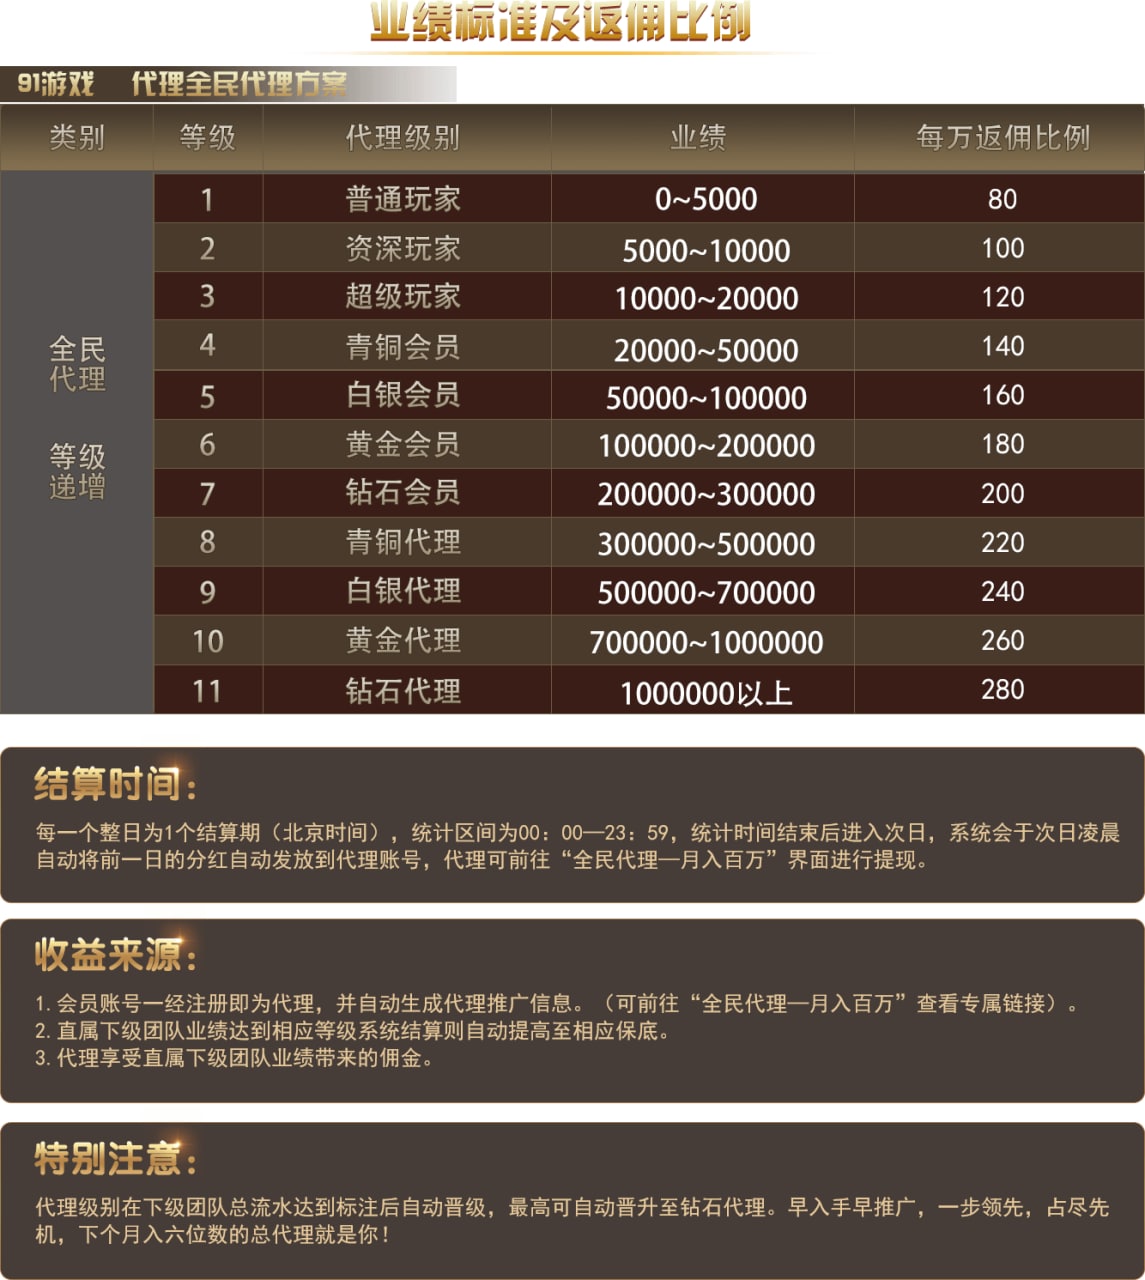 业绩标准及返佣比例
91游戏 代理全民代理方案
类别 等级 代理级别 业绩 每万返佣比例
全民
代理
等级
递增
1 普通玩家 0~5000 80
2 资深玩家 5000~10000 100
3 超级玩家 10000~20000 120
4 青铜会员 20000~50000 140
5 白银会员 50000~100000 160
6 黄金会员 100000~200000 180
7 钻石会员 200000~300000 200
8 青铜代理 300000~500000 220
9 白银代理 500000~700000 240
10 黄金代理 700000~1000000 260
11 钻石代理 1000000以上 280
结算时间：
每一个整日为1个结算期（北京时间），统计区间为00：00—23：59，统计时间结束后进入次日，系统会于次日凌晨
自动将前一日的分红自动发放到代理账号，代理可前往“全民代理—月入百万”界面进行提现。
收益来源：
1.会员账号一经注册即为代理，并自动生成代理推广信息。（可前往“全民代理—月入百万”查看专属链接）。
2.直属下级团队业绩达到相应等级系统结算则自动提高至相应保底。
3.代理享受直属下级团队业绩带来的佣金。
特别注意：
代理级别在下级团队总流水达到标注后自动晋级，最高可自动晋升至钻石代理。早入手早推广，一步领先，占尽先
机，下个月入六位数的总代理就是你！